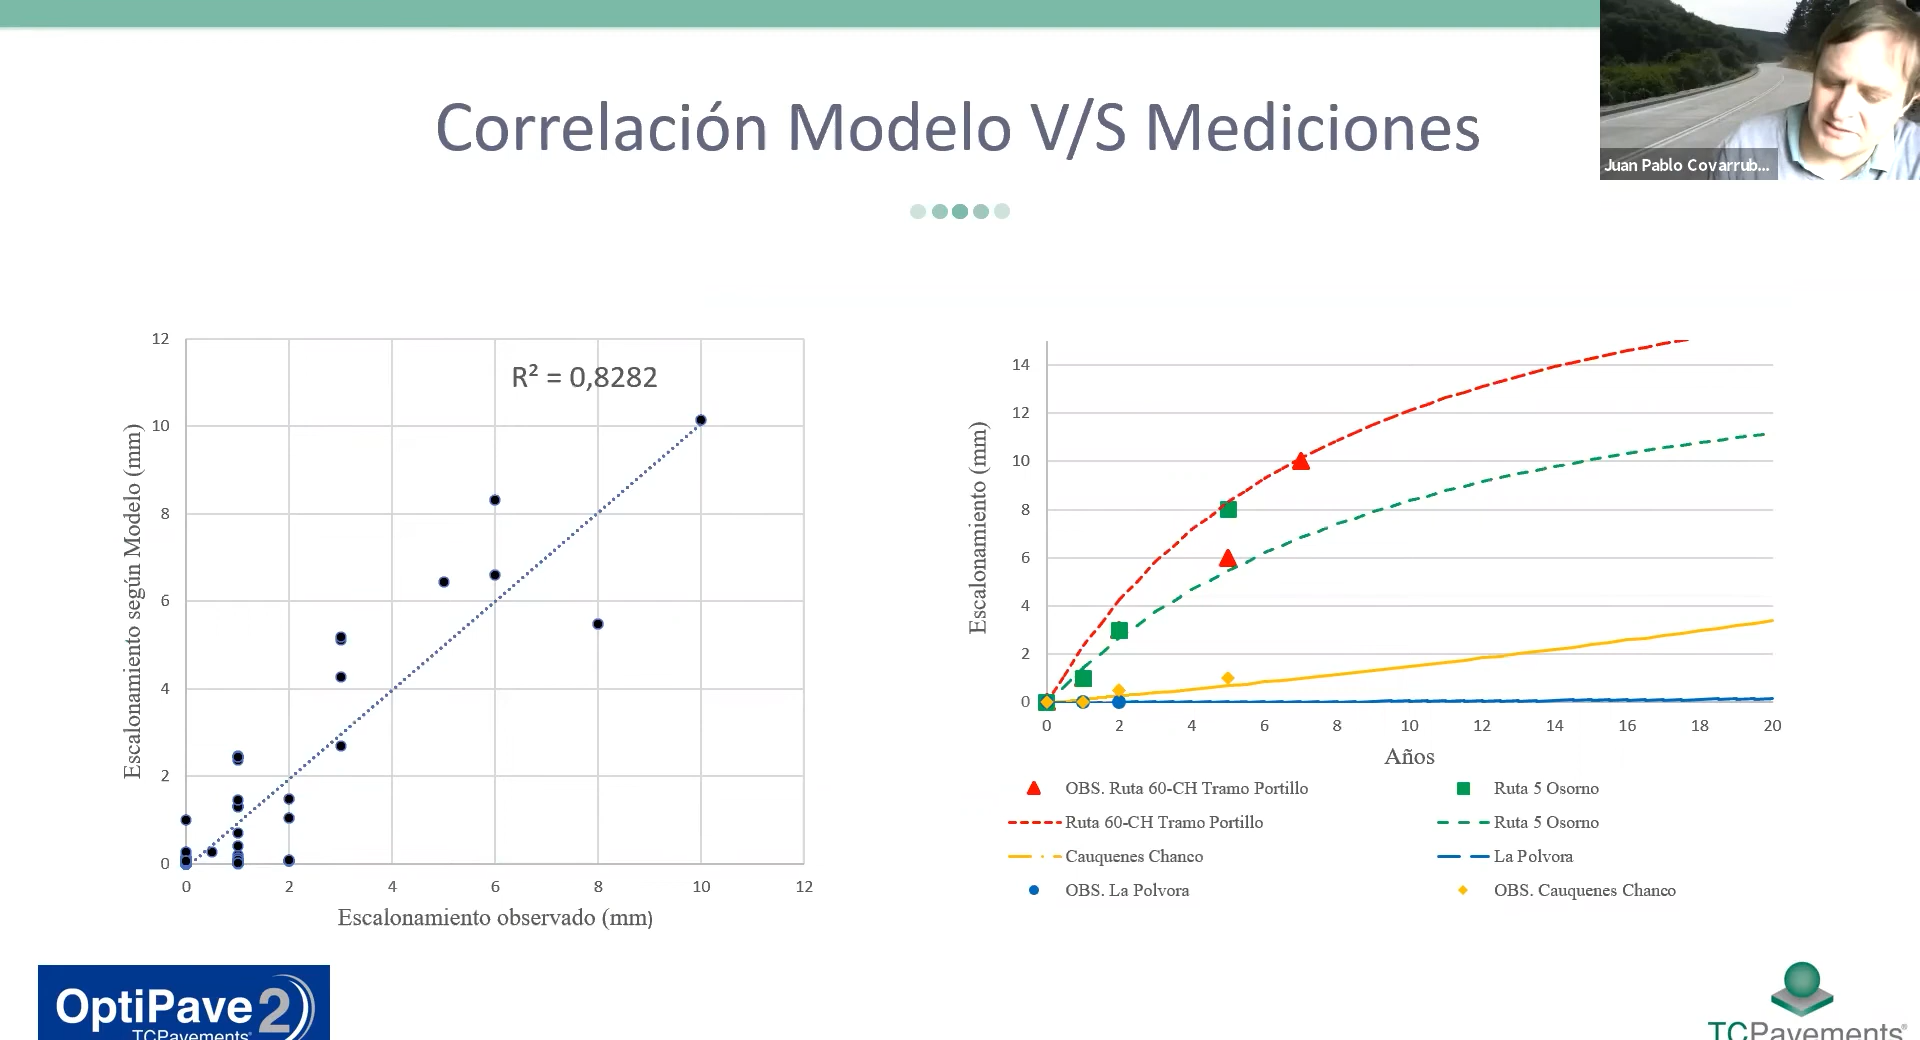 Correlación Modelo V/S Mediciones
Juan Pablo Covarrub...
12
10
8
6
4
2
0
R² = 0,8282
Escalonamiento según Modelo (mm)
0 2 4 6 8 10 12
Escalonamiento observado (mm)
14
12
10
8
6
4
2
0
Escalonamiento (mm)
0 2 4 6 8 10 12 14 16 18 20
Años
OBS. Ruta 60-CH Tramo Portillo
Ruta 5 Osorno
Ruta 60-CH Tramo Portillo
Ruta 5 Osorno
Cauquenes Chanco
La Polvora
OBS. La Polvora
OBS. Cauquenes Chanco
OptiPave 2
TCPavements®
TCPavements®